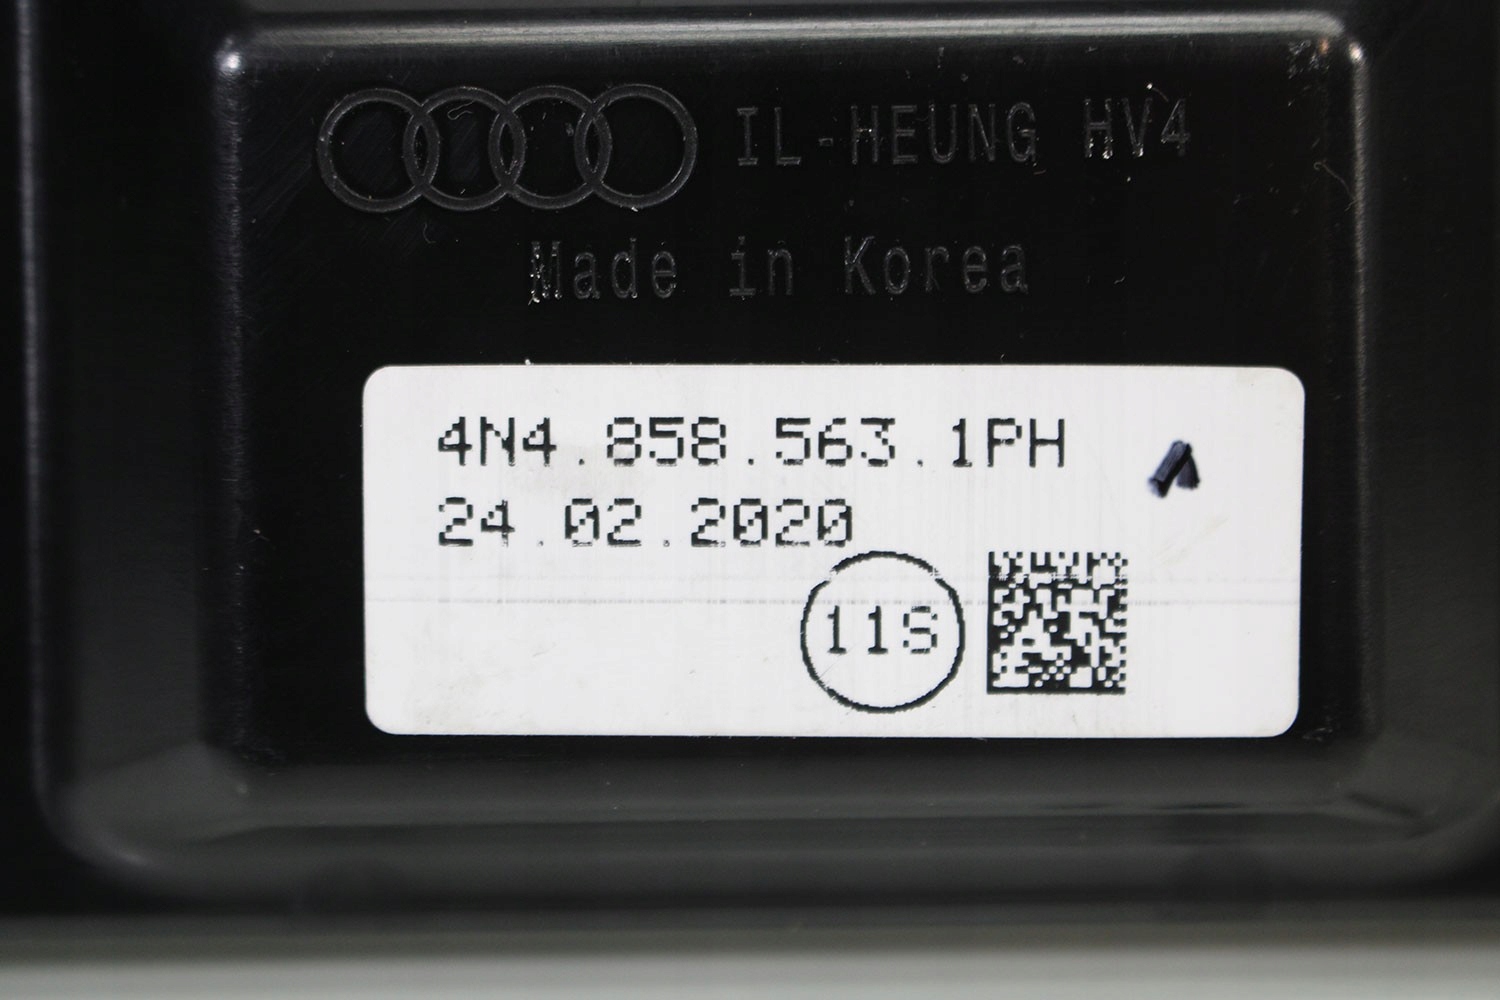 IL-HEUNG HV4
Made in Korea
4N4.858.563.1PH
24.02.2020
11S